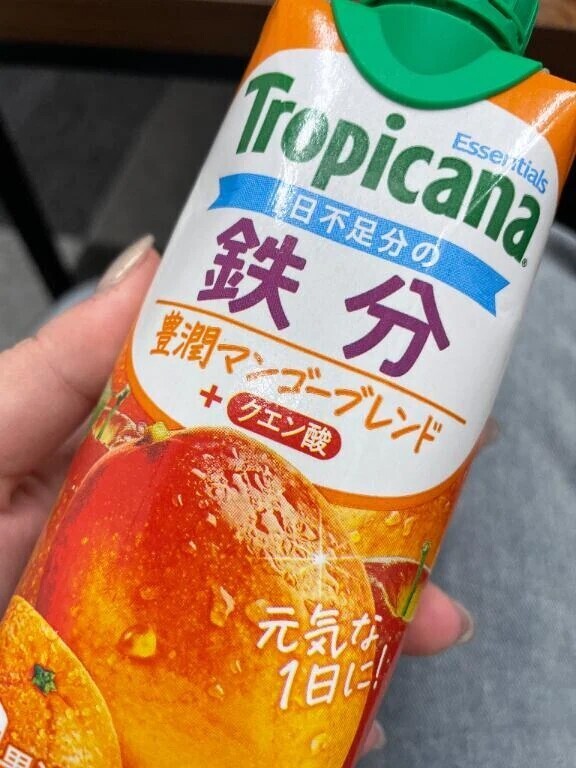 Tropicana®
Essentials
1日不足分の
鉄分
豊潤マンゴーブレンド
+ クエン酸
元気な
1日に!